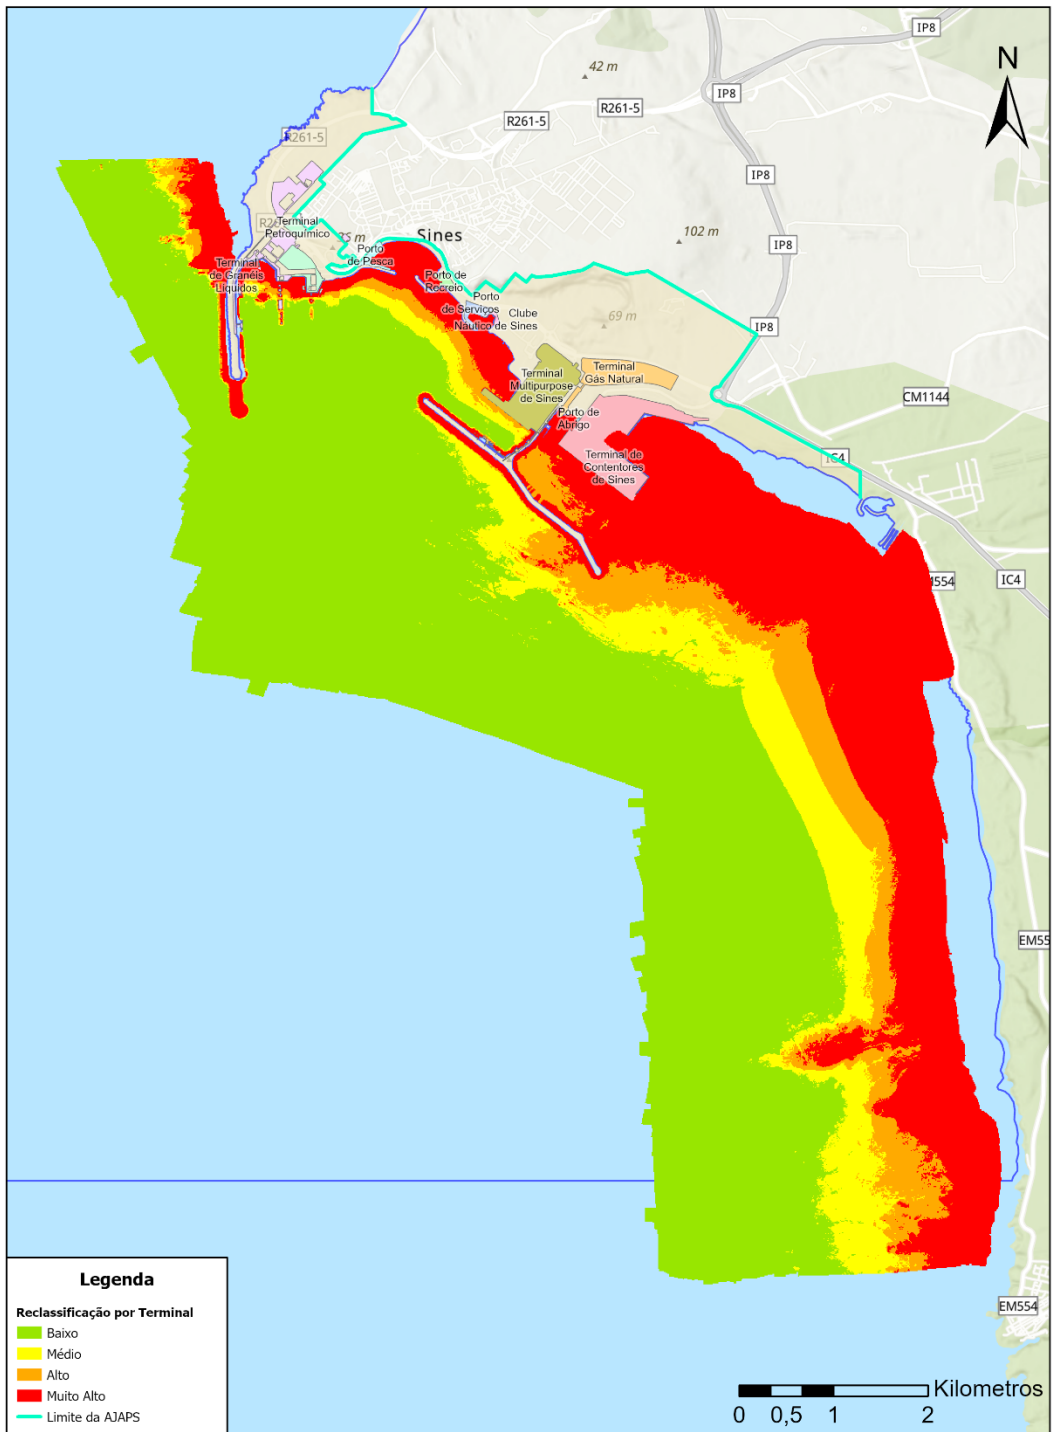 IP8
N
42 m
IP8
R261-5
R261-5
R261-5
IP8
Terminal
Petroquímico
35 m
Sines
102 m
IP8
Porto
de Pesca
Terminal
de Granéis
Líquidos
Porto de
Recreio
Porto
de Serviços
Clube
Náutico de Sines
69 m
IP8
Terminal
Multipurpose
de Sines
Terminal
Gás Natural
CM1144
Porto de
Abrigo
Terminal de
Contentores
de Sines
IC4
IC4
EM55
EM554
Legenda
Reclassificação por Terminal
Baixo
Médio
Alto
Muito Alto
Limite da AJAPS
Kilometros
0 0,5 1 2